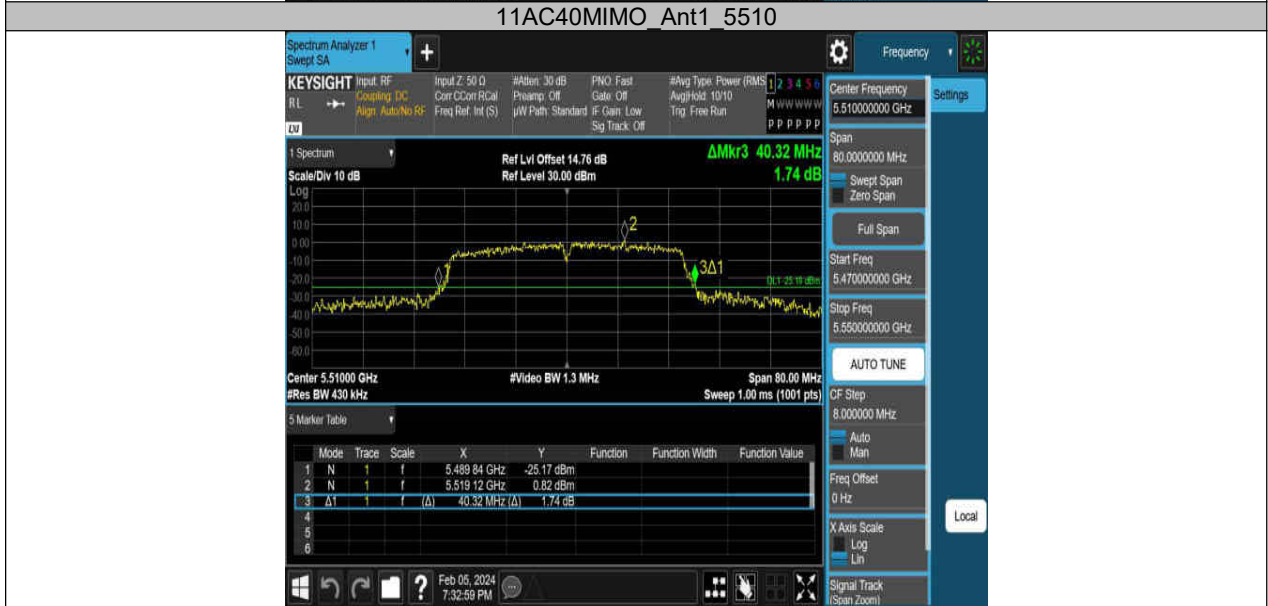 11AC40MIMO_Ant1_5510
Spectrum Analyzer 1
Swept SA
+
Frequency
KEYSIGHT
RL
LXI
Input: RF
Coupling: DC
Align: Auto/No RF
Input Z: 50 Ω
Corr CCorr RCal
Freq Ref: Int (S)
#Atten: 30 dB
Preamp: Off
µW Path: Standard
PNO: Fast
Gate: Off
IF Gain: Low
Sig Track: Off
#Avg Type: Power (RMS
Avg|Hold: 10/10
Trig: Free Run
1 2 3 4 5 6
M W W W W W
P P P P P P
Center Frequency
5.510000000 GHz
Settings
Span
80.0000000 MHz
Swept Span
Zero Span
Full Span
Start Freq
5.470000000 GHz
Stop Freq
5.550000000 GHz
AUTO TUNE
CF Step
8.000000 MHz
Auto
Man
Freq Offset
0 Hz
X Axis Scale
Log
Lin
Signal Track
(Span Zoom)
Local
1 Spectrum
Scale/Div 10 dB
Ref Lvl Offset 14.76 dB
Ref Level 30.00 dBm
ΔMkr3 40.32 MHz
1.74 dB
Log
20.0
10.0
0.00
-10.0
-20.0
-30.0
-40.0
-50.0
-60.0
1
2
3Δ1
DL1 -25.18 dBm
Center 5.51000 GHz
#Video BW 1.3 MHz
Span 80.00 MHz
#Res BW 430 kHz
Sweep 1.00 ms (1001 pts)
5 Marker Table
Mode Trace Scale X Y Function Function Width Function Value
1 N 1 f 5.489 84 GHz -25.17 dBm
2 N 1 f 5.519 12 GHz 0.82 dBm
3 Δ1 1 f (Δ) 40.32 MHz (Δ) 1.74 dB
4
5
6
?
Feb 05, 2024
7:32:59 PM